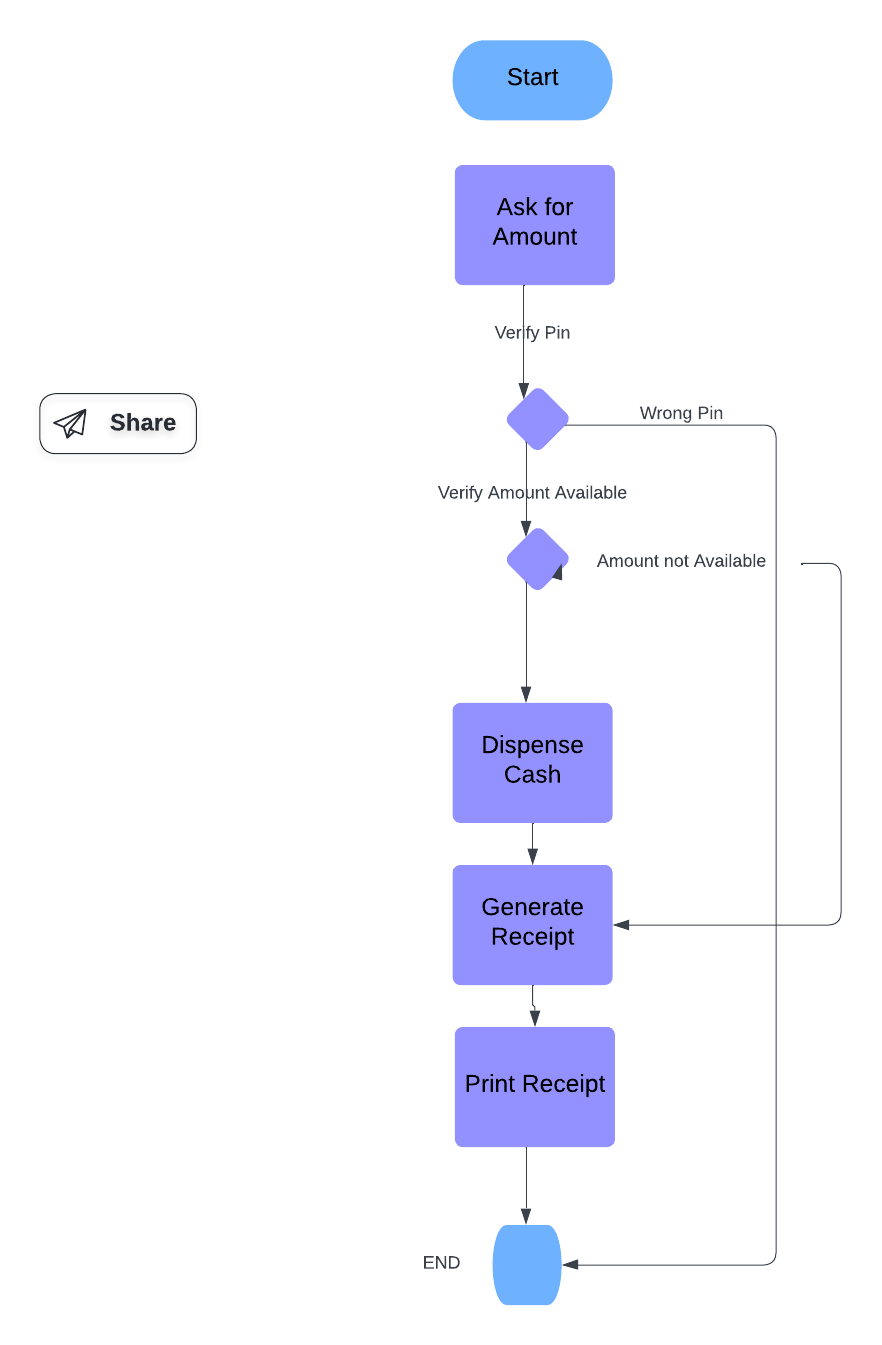 Start
Ask for
Amount
Verify Pin
Share
Wrong Pin
Verify Amount Available
Amount not Available
Dispense
Cash
Generate
Receipt
Print Receipt
END